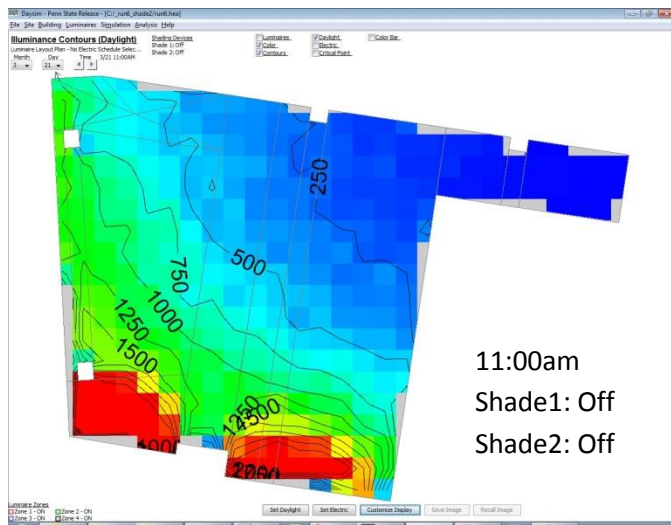 Daysim - Penn State Release - [C:/_run6_shade2/run6.hea]
File Site Building Luminaires Simulation Analysis Help
Illuminance Contours (Daylight)
Luminaire Layout Plan - No Electric Schedule Selec...
Month Day Time 3/21 11:00AM
3 21
Shading Devices
Shade 1: Off
Shade 2: Off
Luminaires Daylight Color Bar
Color Electric
Contours Critical Point
250
500
750
1000
1250
1500
1250
1500
11:00am
Shade1: Off
Shade2: Off
Luminaire Zones
Zone 1 - ON Zone 2 - ON
Zone 3 - ON Zone 4 - ON
Set Daylight Set Electric Customize Display Save Image Recall Image